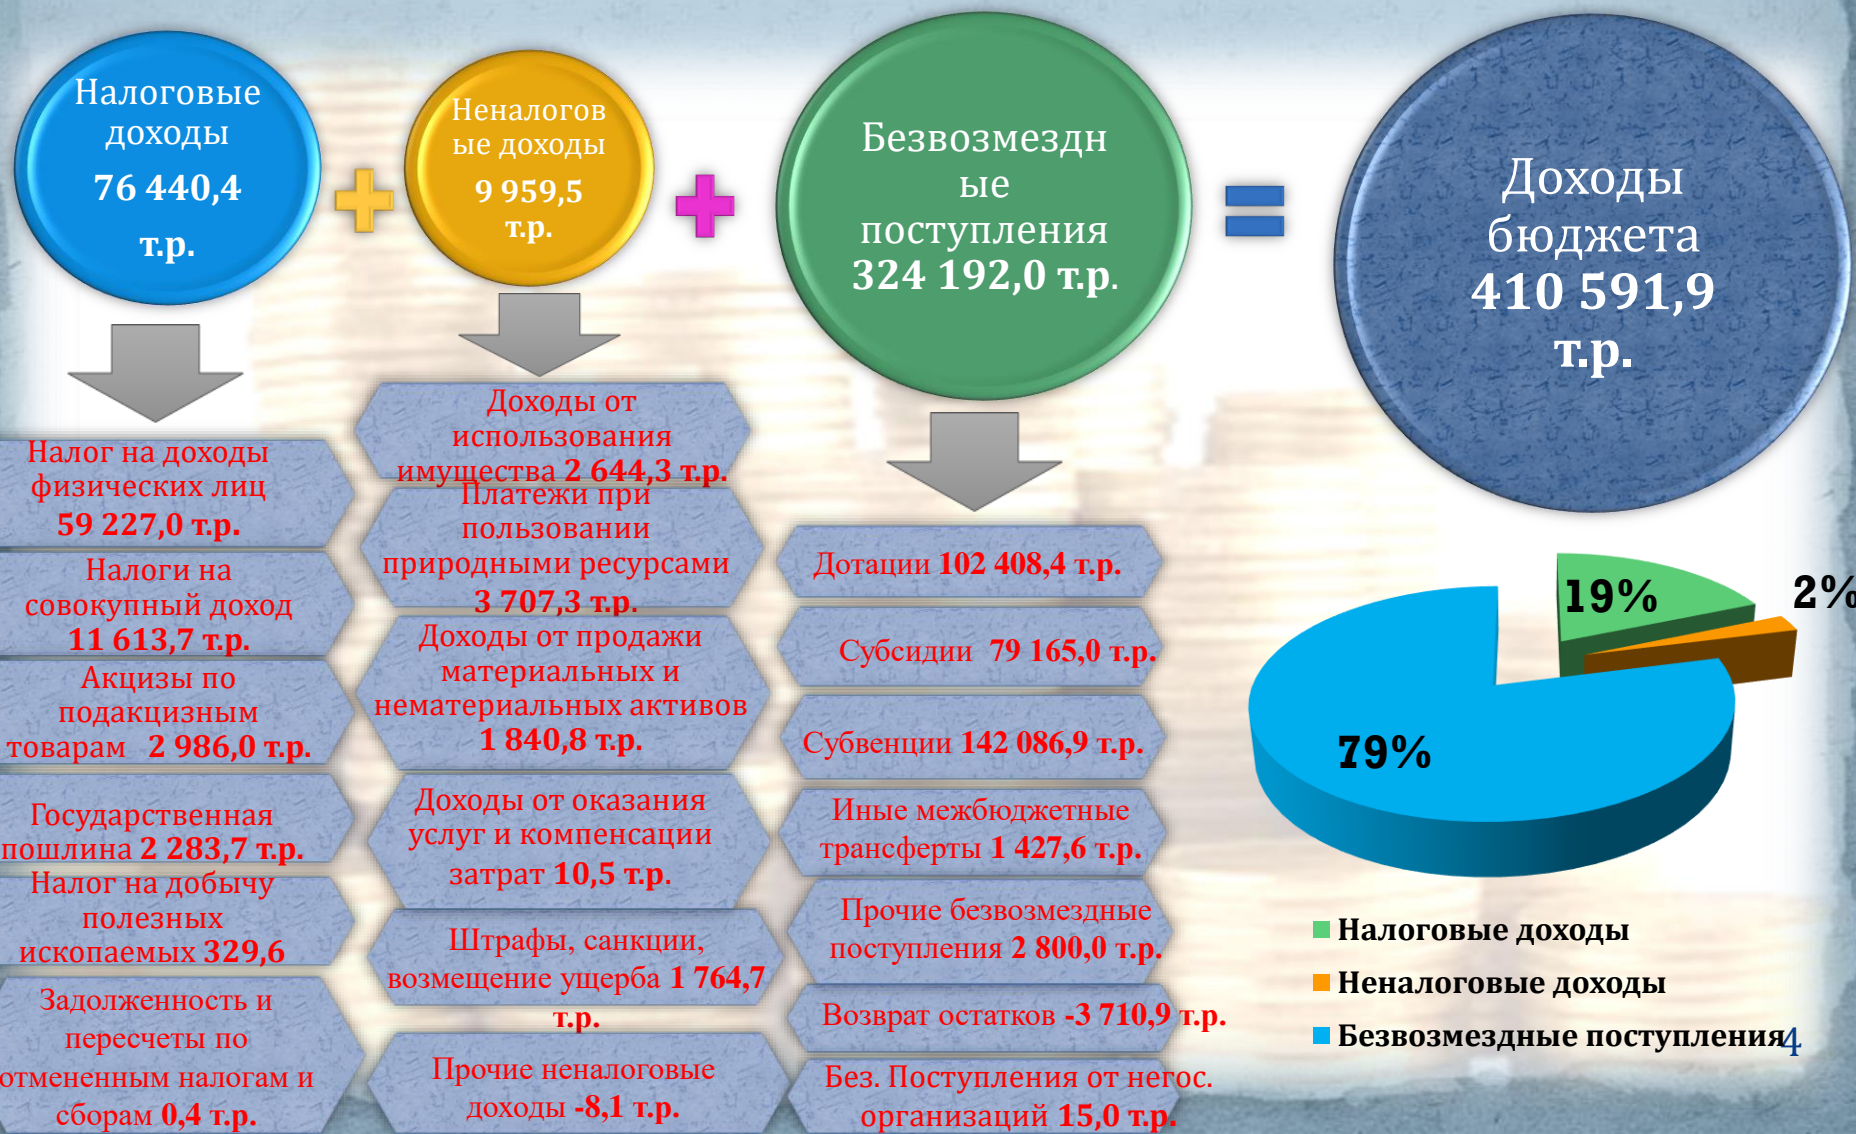 Налоговые
доходы
76 440,4
т.р.
Неналогов
ые доходы
9 959,5
т.р.
Безвозмездн
ые
поступления
324 192,0 т.р.
Доходы
бюджета
410 591,9
т.р.
Налог на доходы
физических лиц
59 227,0 т.р.
Налоги на
совокупный доход
11 613,7 т.р.
Акцизы по
подакцизным
товарам 2 986,0 т.р.
Государственная
пошлина 2 283,7 т.р.
Налог на добычу
полезных
ископаемых 329,6
Задолженность и
пересчеты по
отмененным налогам и
сборам 0,4 т.р.
Доходы от
использования
имущества 2 644,3 т.р.
Платежи при
пользовании
природными ресурсами
3 707,3 т.р.
Доходы от продажи
материальных и
нематериальных активов
1 840,8 т.р.
Доходы от оказания
услуг и компенсации
затрат 10,5 т.р.
Штрафы, санкции,
возмещение ущерба 1 764,7
т.р.
Прочие неналоговые
доходы -8,1 т.р.
Дотации 102 408,4 т.р.
Субсидии 79 165,0 т.р.
Субвенции 142 086,9 т.р.
Иные межбюджетные
трансферты 1 427,6 т.р.
Прочие безвозмездные
поступления 2 800,0 т.р.
Возврат остатков -3 710,9 т.р.
Без. Поступления от негос.
организаций 15,0 т.р.
19%
2%
79%
Налоговые доходы
Неналоговые доходы
Безвозмездные поступления
4